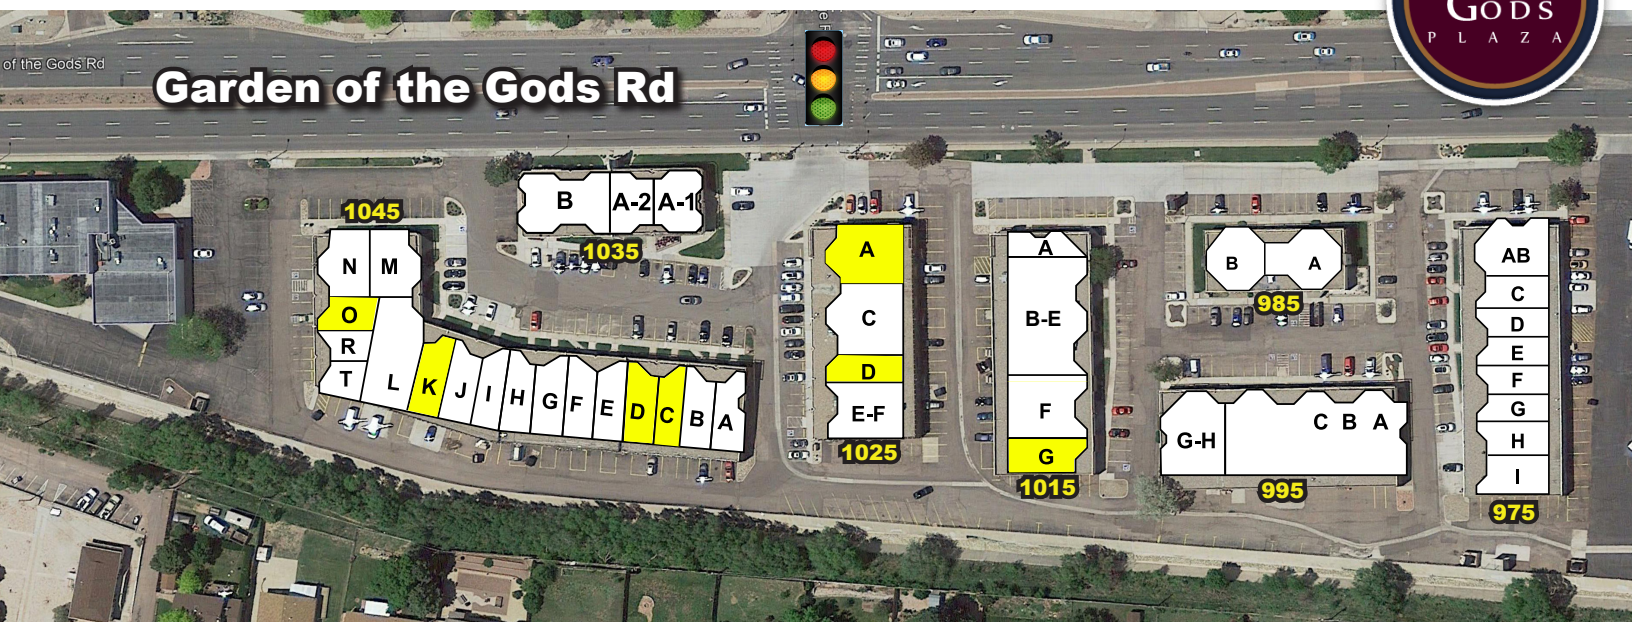 GODS
PLAZA
of the Gods Rd
Garden of the Gods Rd
1045
N M
O
R
T
L
K
J
I
H
G
F
E
D
C
B
A
B A-2 A-1
1035
A
C
D
E-F
1025
A
B-E
F
G
1015
B A
985
G-H
C B A
995
AB
C
D
E
F
G
H
I
975